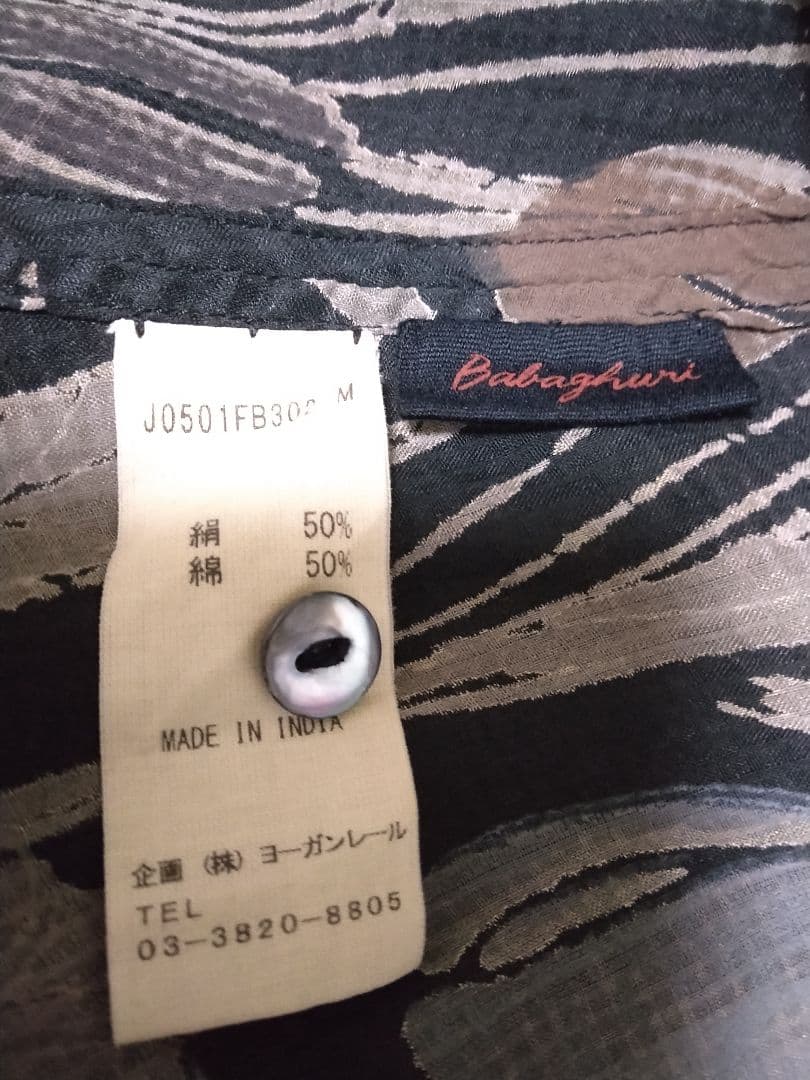 Babaghuri
M
絹 50%
綿 50%
MADE IN INDIA
企画 (株) ヨーガンレール
TEL
03-3820-8805